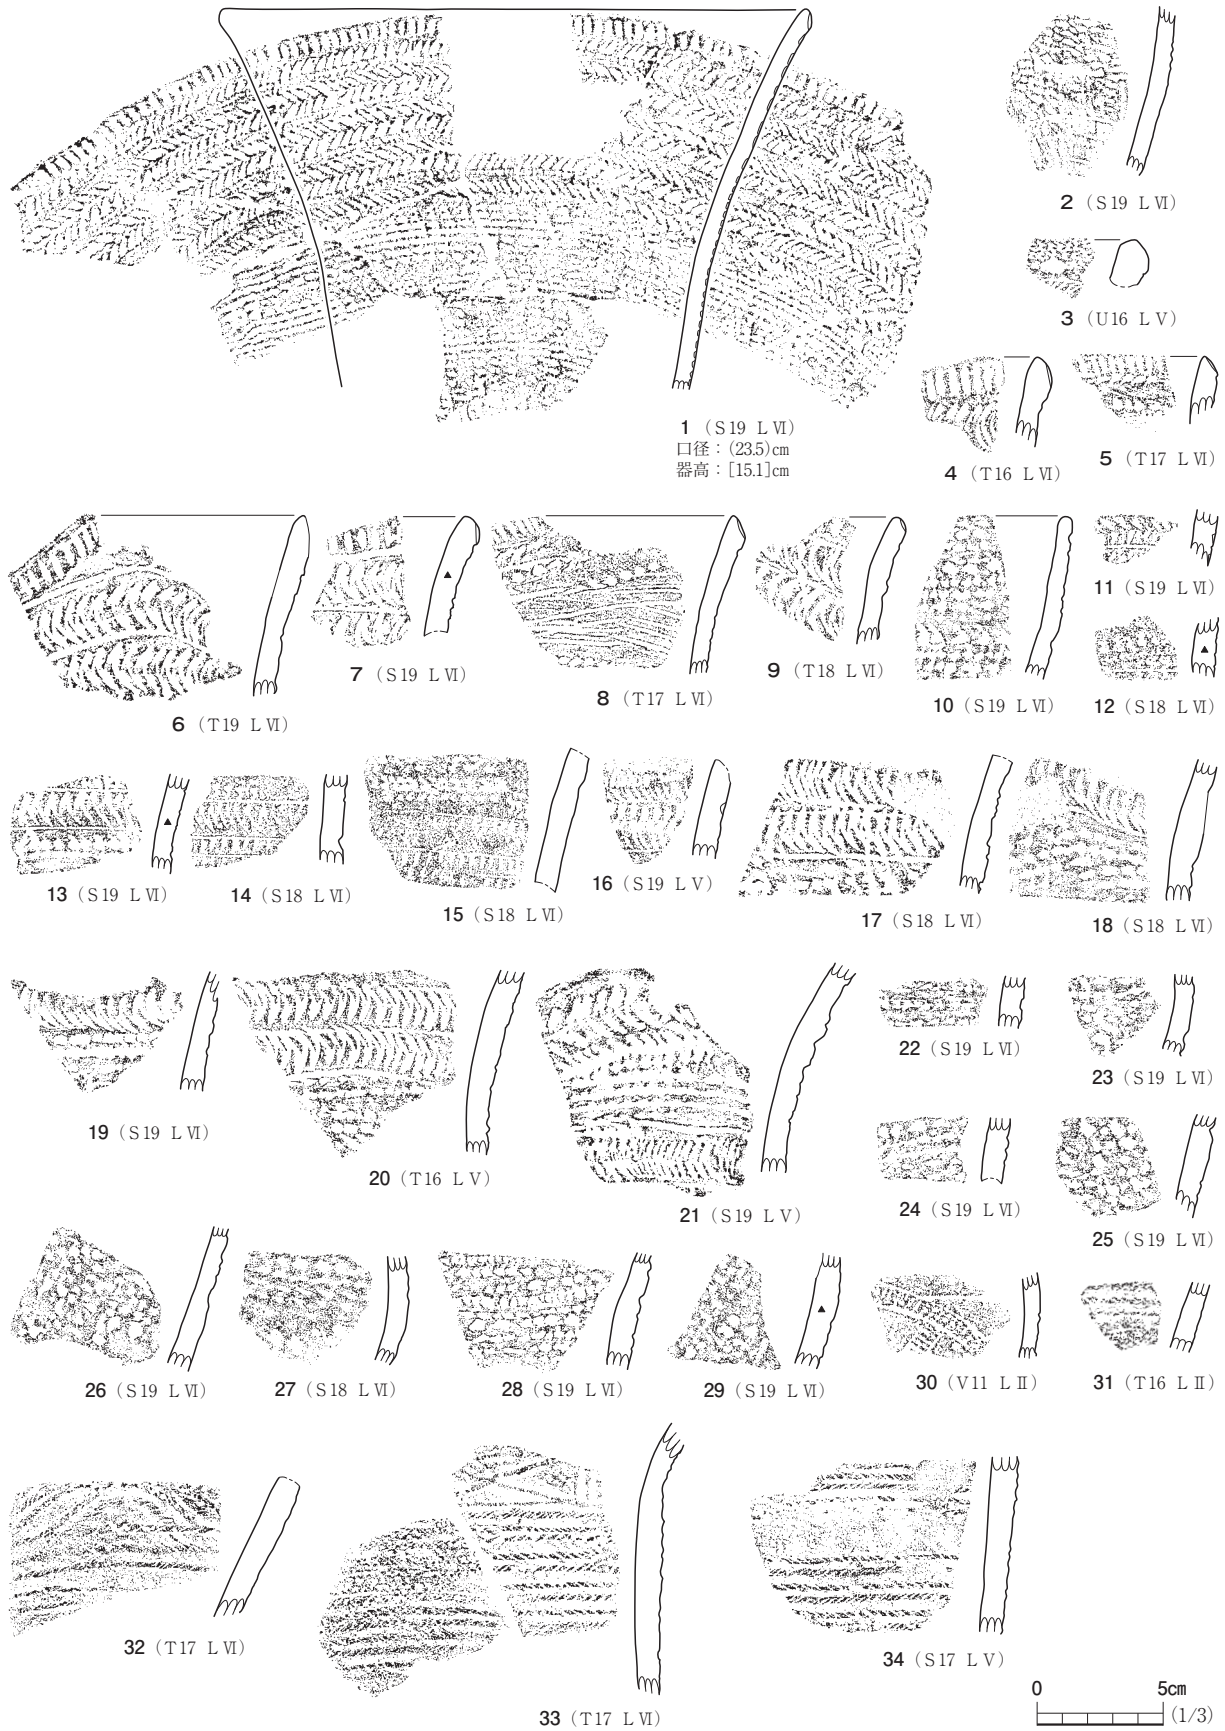 1 (S19 LⅥ)
口径：(23.5)cm
器高：[15.1]cm
2 (S19 LⅥ)
3 (U16 LⅤ)
4 (T16 LⅥ)
5 (T17 LⅥ)
6 (T19 LⅥ)
7 (S19 LⅥ)
8 (T17 LⅥ)
9 (T18 LⅥ)
10 (S19 LⅥ)
11 (S19 LⅥ)
12 (S18 LⅥ)
13 (S19 LⅥ)
14 (S18 LⅥ)
15 (S18 LⅥ)
16 (S19 LⅤ)
17 (S18 LⅥ)
18 (S18 LⅥ)
19 (S19 LⅥ)
20 (T16 LⅤ)
21 (S19 LⅤ)
22 (S19 LⅥ)
23 (S19 LⅥ)
24 (S19 LⅥ)
25 (S19 LⅥ)
26 (S19 LⅥ)
27 (S18 LⅥ)
28 (S19 LⅥ)
29 (S19 LⅥ)
30 (V11 LⅡ)
31 (T16 LⅡ)
32 (T17 LⅥ)
33 (T17 LⅥ)
34 (S17 LⅤ)
0 5cm
(1/3)